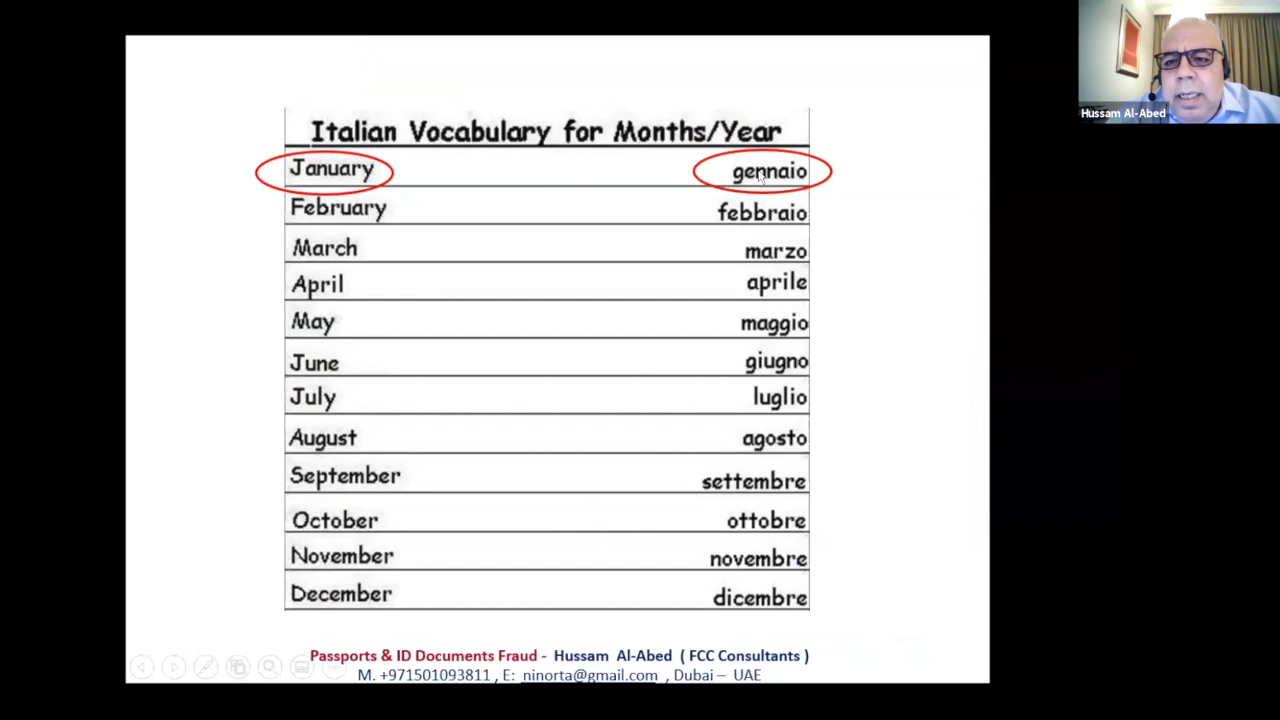 Hussam Al-Abed
Italian Vocabulary for Months/Year
January gennaio
February febbraio
March marzo
April aprile
May maggio
June giugno
July luglio
August agosto
September settembre
October ottobre
November novembre
December dicembre
Passports & ID Documents Fraud - Hussam Al-Abed ( FCC Consultants )
M. +971501093811 , E: ninorta@gmail.com , Dubai – UAE